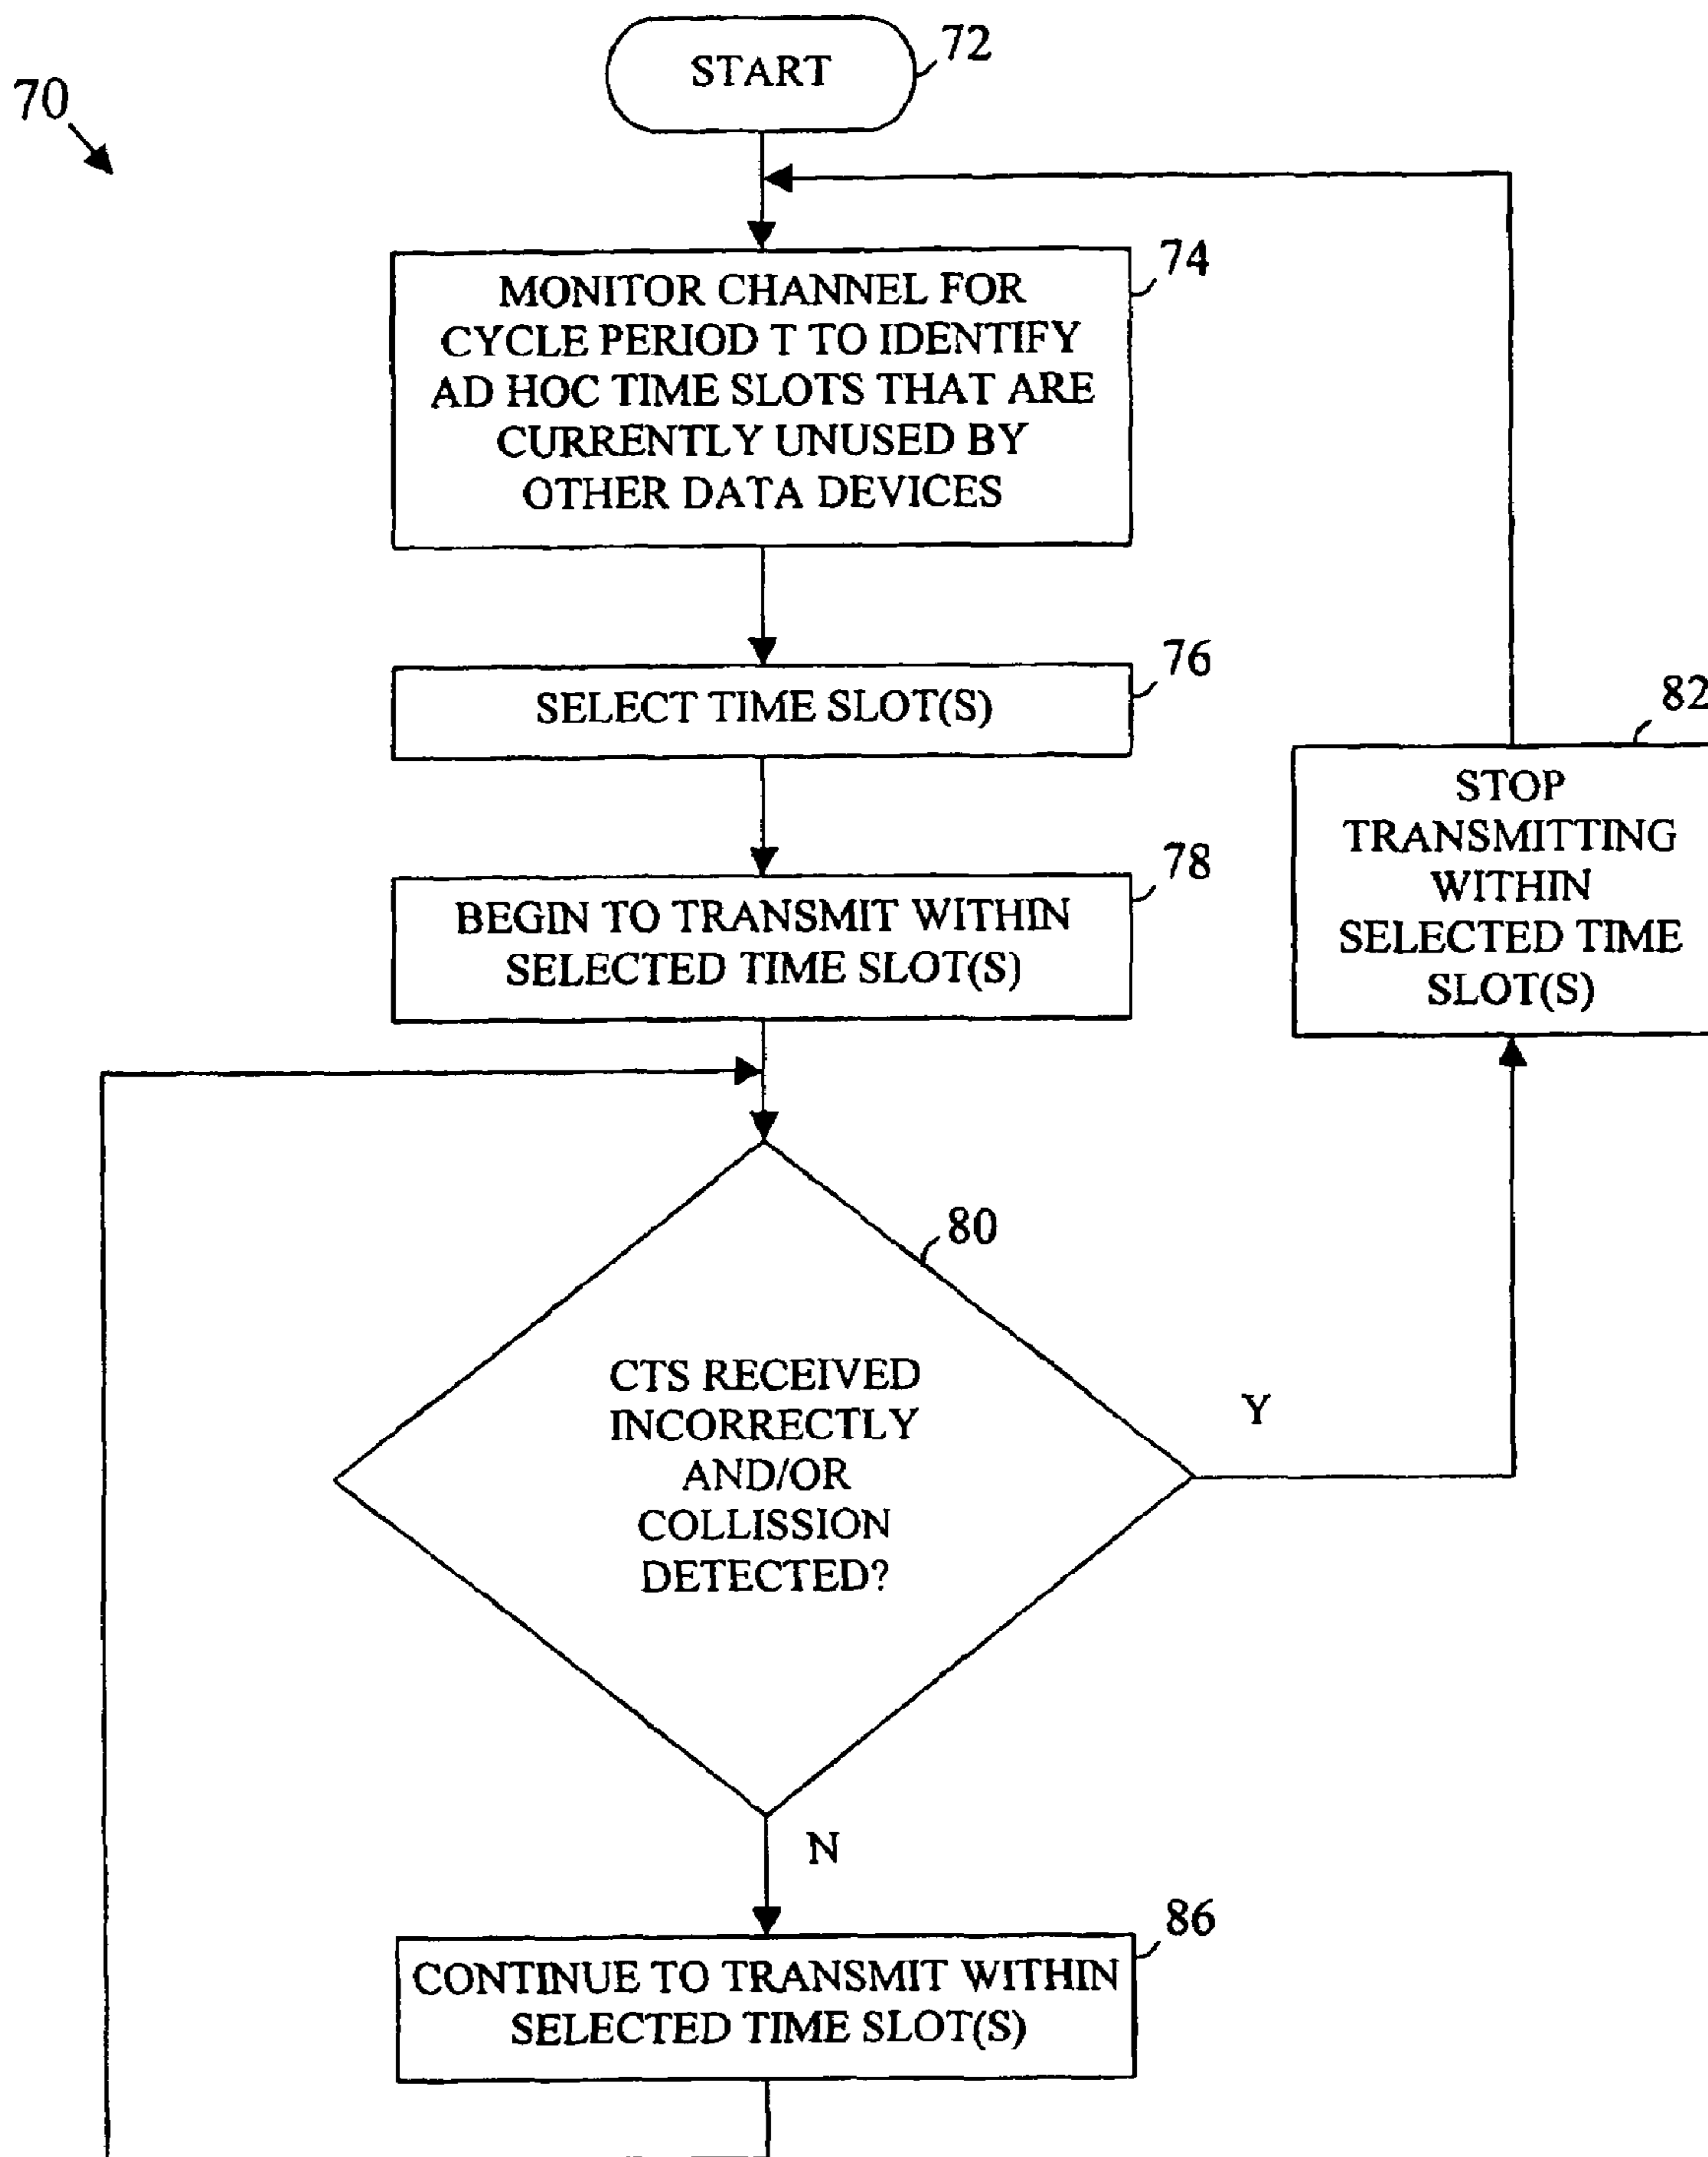 70
START
72
MONITOR CHANNEL FOR
CYCLE PERIOD T TO IDENTIFY
AD HOC TIME SLOTS THAT ARE
CURRENTLY UNUSED BY
OTHER DATA DEVICES
74
SELECT TIME SLOT(S)
76
BEGIN TO TRANSMIT WITHIN
SELECTED TIME SLOT(S)
78
82
STOP
TRANSMITTING
WITHIN
SELECTED TIME
SLOT(S)
80
CTS RECEIVED
INCORRECTLY
AND/OR
COLLISSION
DETECTED?
Y
N
86
CONTINUE TO TRANSMIT WITHIN
SELECTED TIME SLOT(S)